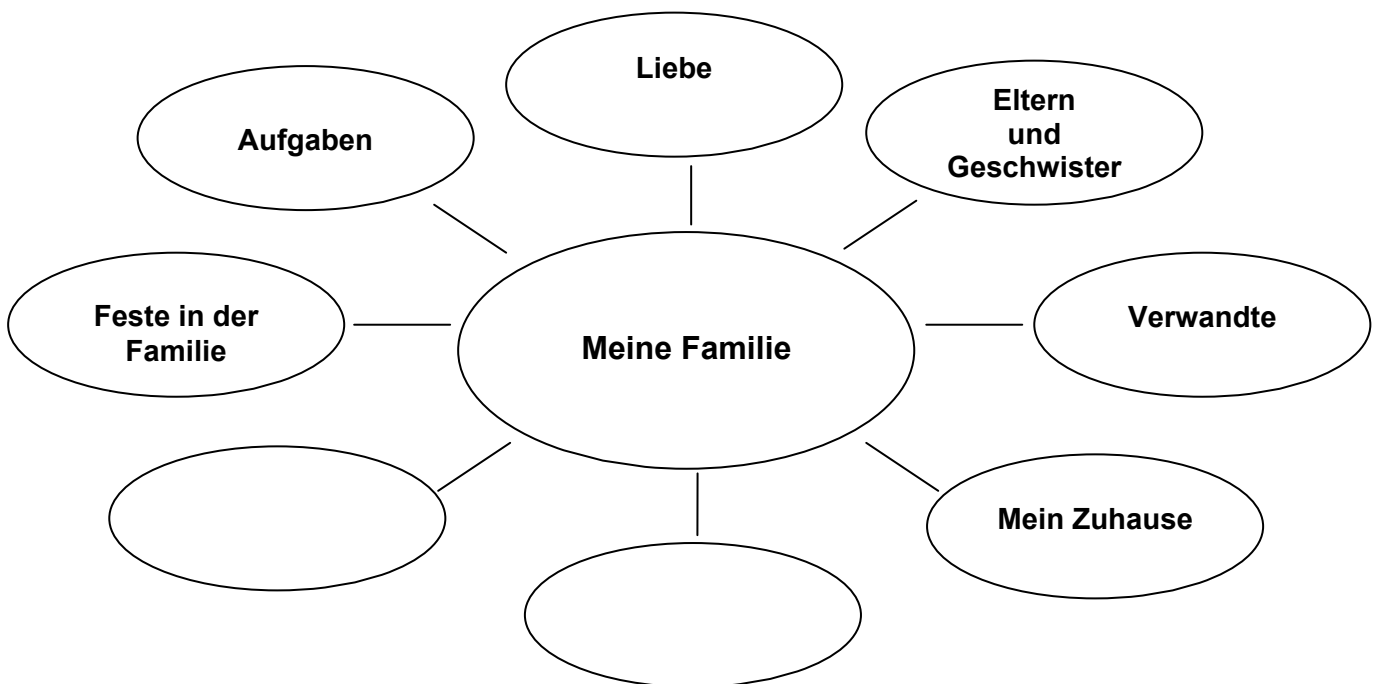 Liebe
Eltern
und
Geschwister
Aufgaben
Feste in der
Familie
Meine Familie
Verwandte
Mein Zuhause